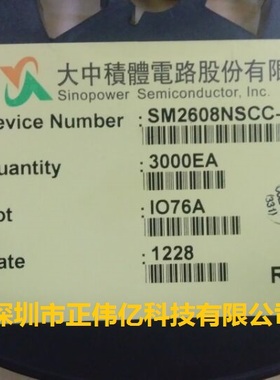 大中積體電路股份有限
Sinopower Semiconductor, Inc.
evice Number : SM2608NSCC-
uantity : 3000EA
ot : IO76A
ate : 1228
R
深圳市正伟亿科技有限公司